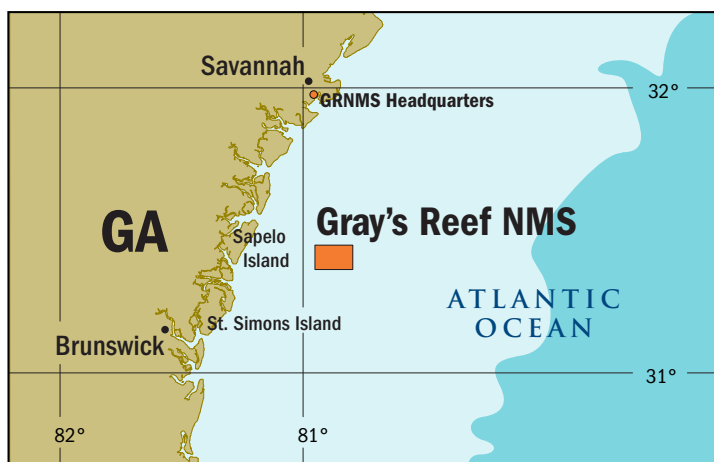 Savannah
32°
GRNMS Headquarters
GA
Gray's Reef NMS
Sapelo
Island
ATLANTIC
OCEAN
St. Simons Island
Brunswick
31°
82°
81°